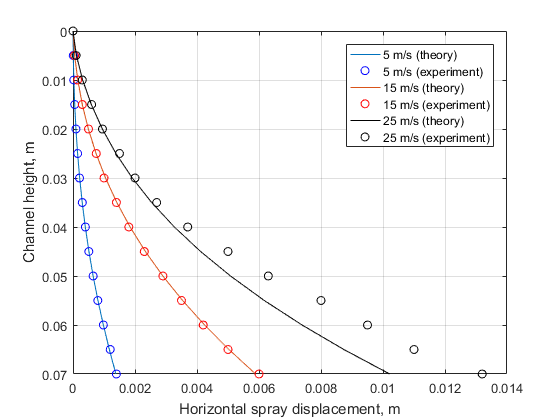 0
0.01
0.02
0.03
0.04
0.05
0.06
0.07
Channel height, m
5 m/s (theory)
5 m/s (experiment)
15 m/s (theory)
15 m/s (experiment)
25 m/s (theory)
25 m/s (experiment)
0 0.002 0.004 0.006 0.008 0.01 0.012 0.014
Horizontal spray displacement, m